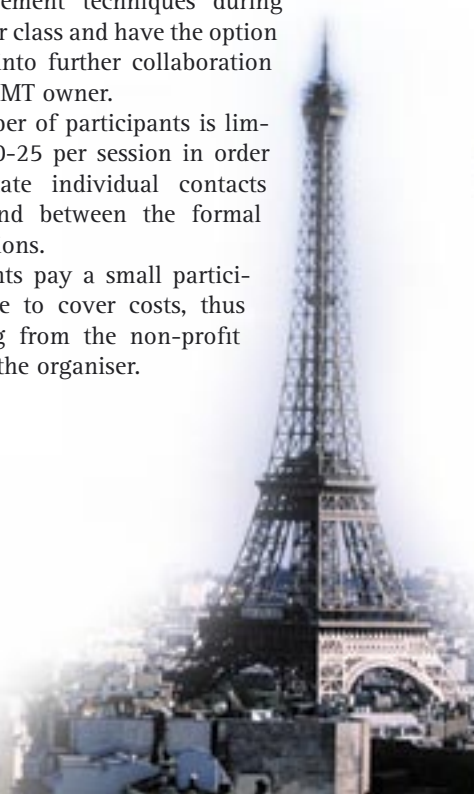 ement techniques during
r class and have the option
nto further collaboration
MT owner.
ber of participants is lim-
0-25 per session in order
ate individual contacts
nd between the formal
ions.
nts pay a small partici-
e to cover costs, thus
g from the non-profit
the organiser.